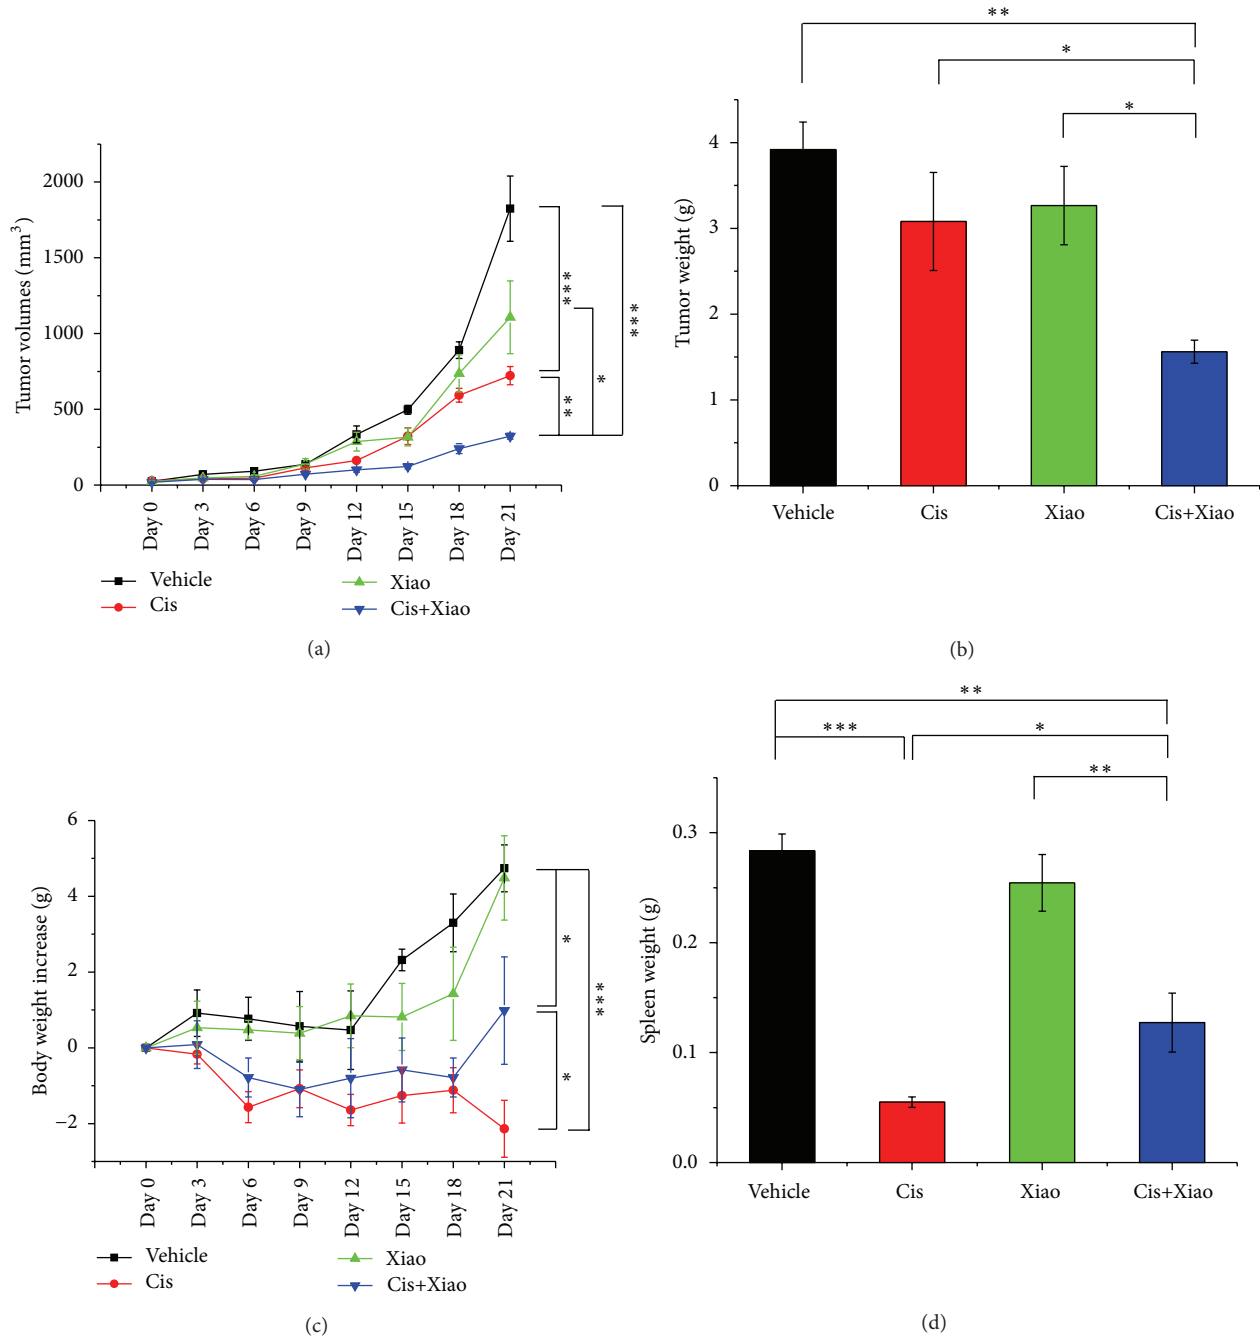 **
*
*
4
3
2
1
0
Tumor weight (g)
Vehicle
Cis
Xiao
Cis+Xiao
(b)
2000
1500
1000
500
0
Tumor volumes (mm³)
***
***
*
**
Day 0
Day 3
Day 6
Day 9
Day 12
Day 15
Day 18
Day 21
Vehicle
Cis
Xiao
Cis+Xiao
(a)
6
4
2
0
−2
Body weight increase (g)
*
***
*
Day 0
Day 3
Day 6
Day 9
Day 12
Day 15
Day 18
Day 21
Vehicle
Cis
Xiao
Cis+Xiao
(c)
**
***
*
**
0.3
0.2
0.1
0.0
Spleen weight (g)
Vehicle
Cis
Xiao
Cis+Xiao
(d)